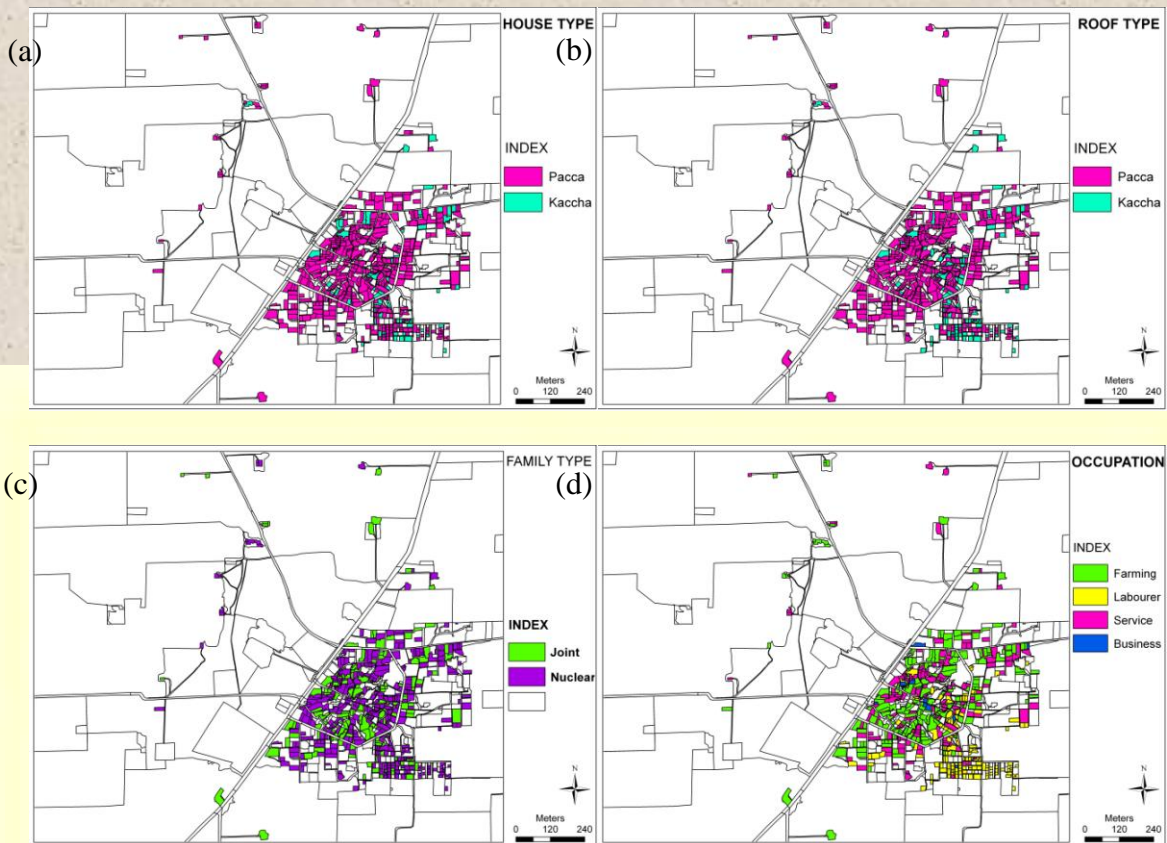 (a)
HOUSE TYPE
INDEX
Pacca
Kaccha
N
Meters
0 120 240
(b)
ROOF TYPE
INDEX
Pacca
Kaccha
N
Meters
0 120 240
(c)
FAMILY TYPE
INDEX
Joint
Nuclear
N
Meters
0 120 240
(d)
OCCUPATION
INDEX
Farming
Labourer
Service
Business
N
Meters
0 120 240